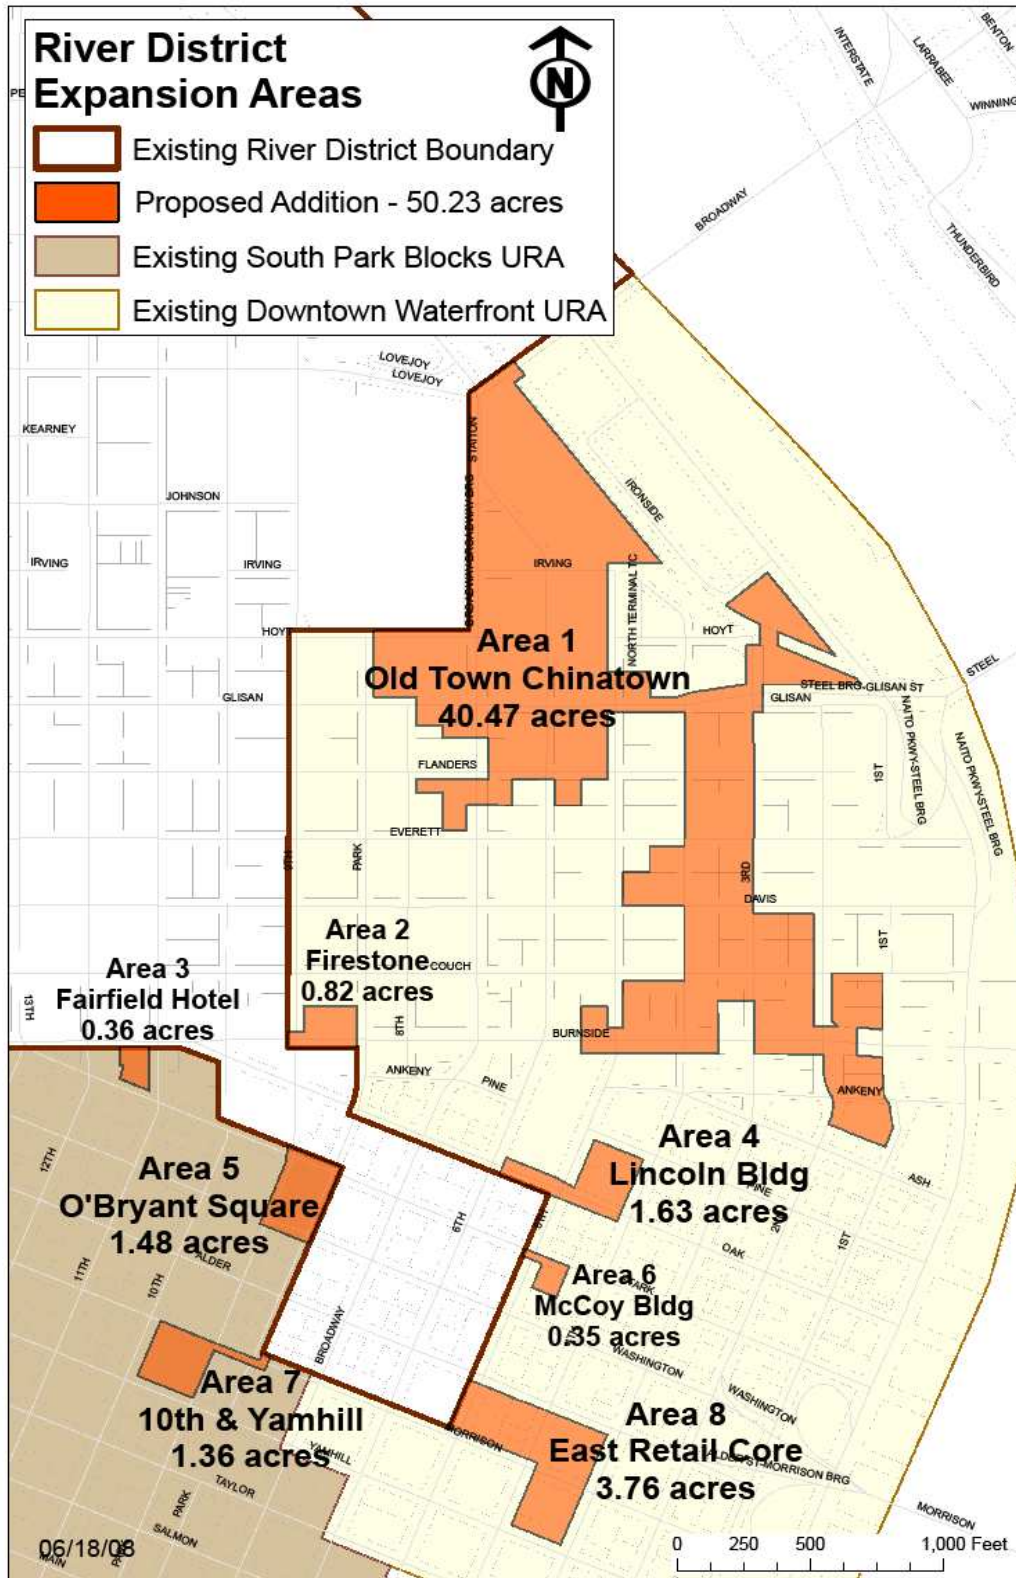 River District
Expansion Areas
N
Existing River District Boundary
Proposed Addition - 50.23 acres
Existing South Park Blocks URA
Existing Downtown Waterfront URA
BENTON
LARRABEE
INTERSTATE
WINNING
BROADWAY
THUNDERBIRD
LOVEJOY
LOVEJOY
KEARNEY
STATION
JOHNSON
IRONSIDE
IRVING
IRVING
IRVING
NORTH TERMINAL TC
HOYT
HOY
Area 1
Old Town Chinatown
40.47 acres
STEEL
STEEL BRG-GLISAN ST
GLISAN
GLISAN
NAITO PKWY-STEEL BRG
NAITO PKWY-STEEL BRG
1ST
FLANDERS
EVERETT
9TH
PARK
3RD
DAVIS
1ST
Area 2
Firestone
0.82 acres
COUCH
Area 3
Fairfield Hotel
0.36 acres
13TH
8TH
BURNSIDE
ANKENY
PINE
ANKENY
Area 4
Lincoln Bldg
1.63 acres
PINE
ASH
12TH
Area 5
O'Bryant Square
1.48 acres
ALDER
11TH
10TH
6TH
5TH
OAK
1ST
Area 6
McCoy Bldg
0.35 acres
BROADWAY
WASHINGTON
WASHINGTON
Area 7
10th & Yamhill
1.36 acres
YAMHILL
MORRISON
Area 8
East Retail Core
3.76 acres
MORRISON
TAYLOR
PARK
SALMON
MAIN
PARK
06/18/08
0 250 500 1,000 Feet